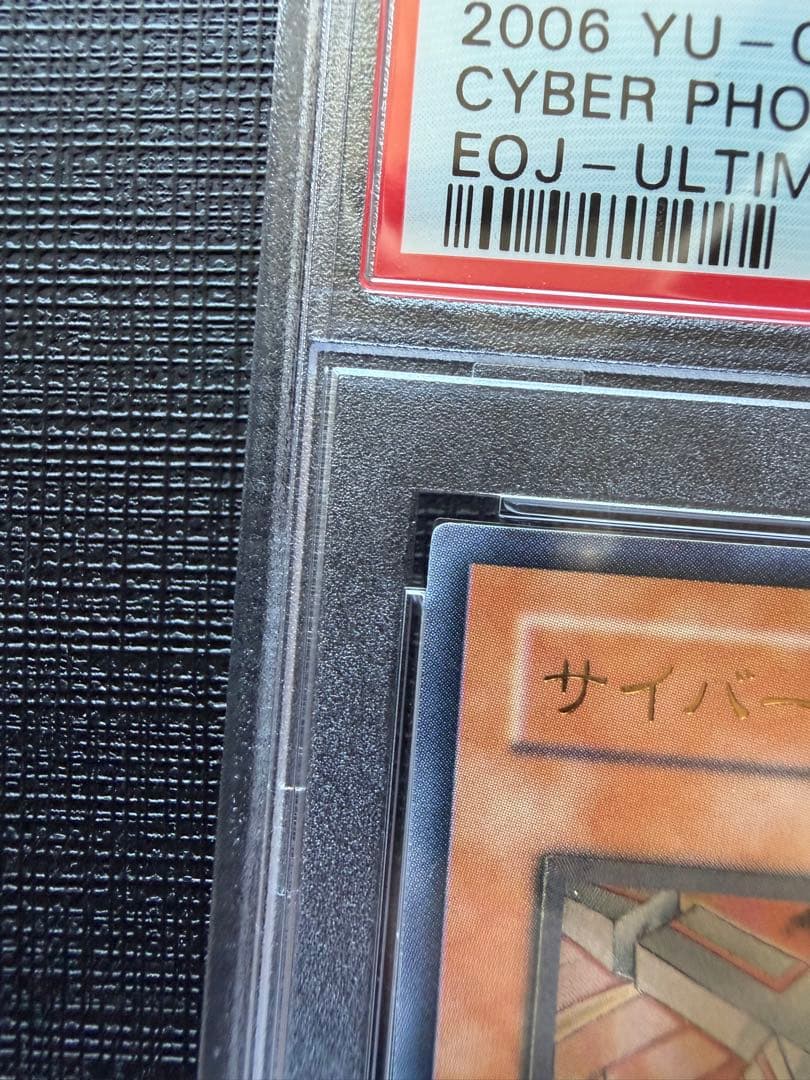 2006 YU-G
CYBER PHO
EOJ-ULTIM
サイバー